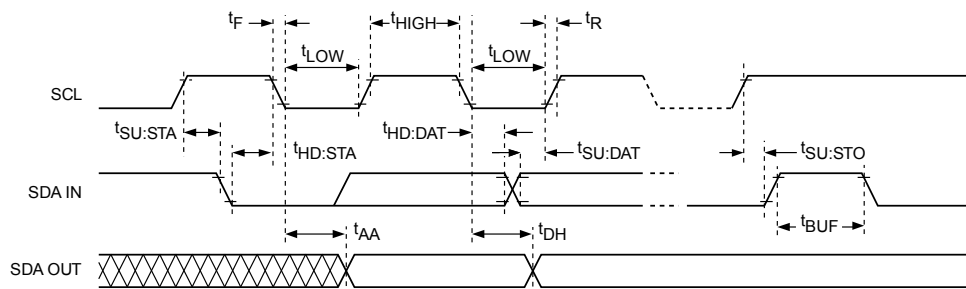 tF tHIGH tR
tLOW tLOW
SCL
tSU:STA tHD:STA tHD:DAT tSU:DAT tSU:STO
SDA IN
tBUF
tAA tDH
SDA OUT